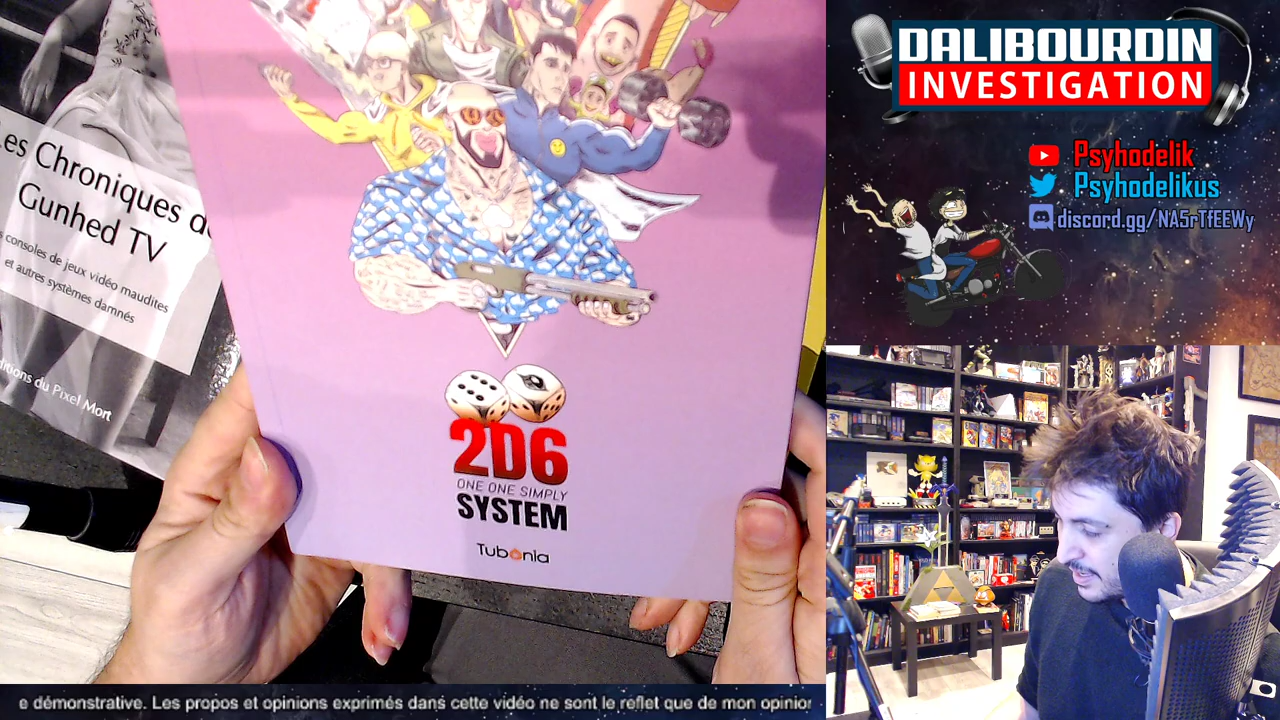 Les Chroniques d
Gunhed TV
consoles de jeux vidéo maudites
et autres systèmes damnés
ditions du Pixel Mort
2D6
ONE ONE SIMPLY
SYSTEM
Tubonia
DALIBOURDIN
INVESTIGATION
Psyhodelik
Psyhodelikus
discord.gg/NA5rTfEEWy
e démonstrative. Les propos et opinions exprimés dans cette vidéo ne sont le reflet que de mon opinion